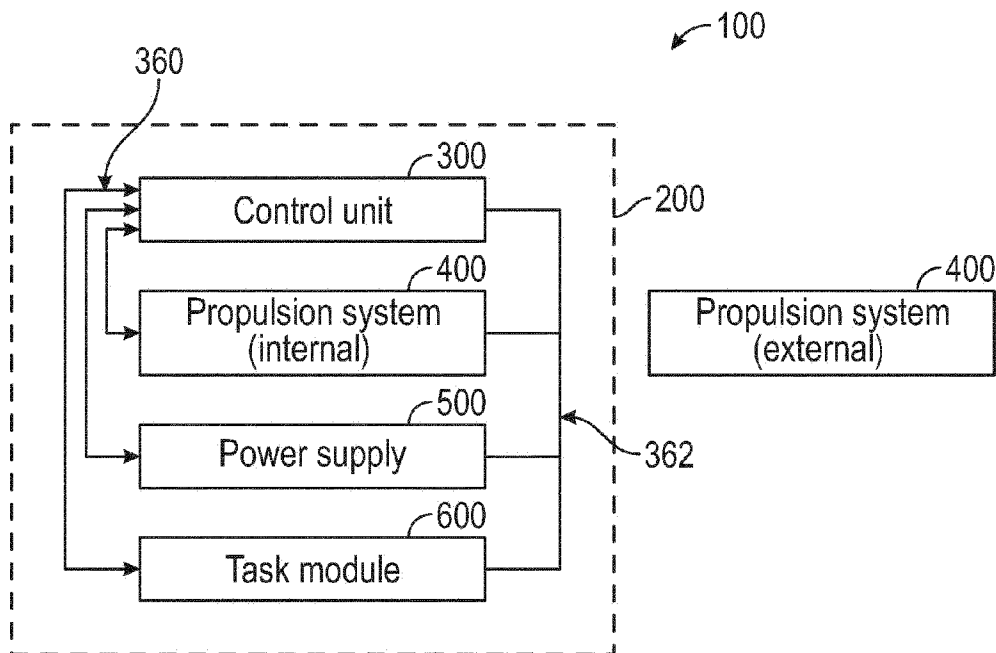 100
360
300
Control unit
200
400
Propulsion system
(internal)
400
Propulsion system
(external)
500
Power supply
362
600
Task module